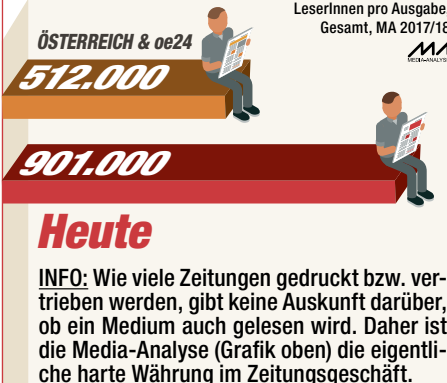 LeserInnen pro Ausgabe,
Gesamt, MA 2017/18
MEDIA-ANALYSE
ÖSTERREICH & oe24
512.000
901.000
Heute
INFO: Wie viele Zeitungen gedruckt bzw. ver-
trieben werden, gibt keine Auskunft darüber,
ob ein Medium auch gelesen wird. Daher ist
die Media-Analyse (Grafik oben) die eigentli-
che harte Währung im Zeitungsgeschäft.